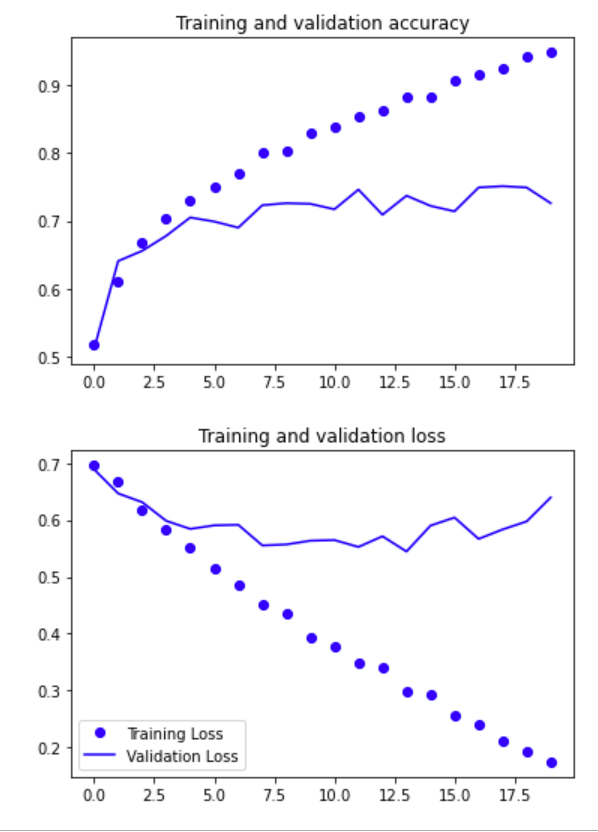 Training and validation accuracy
0.9
0.8
0.7
0.6
0.5
0.0 2.5 5.0 7.5 10.0 12.5 15.0 17.5
Training and validation loss
0.7
0.6
0.5
0.4
0.3
0.2
Training Loss
Validation Loss
0.0 2.5 5.0 7.5 10.0 12.5 15.0 17.5